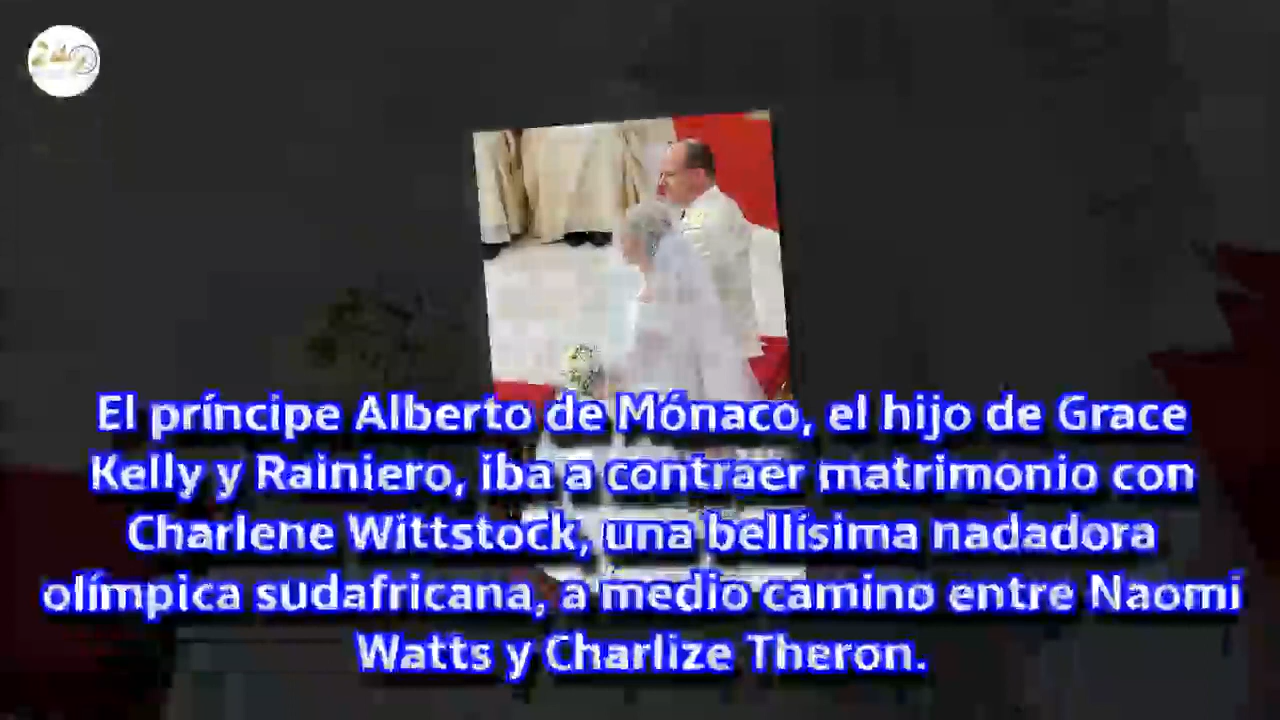 El príncipe Alberto de Mónaco, el hijo de Grace
Kelly y Rainiero, iba a contraer matrimonio con
Charlene Wittstock, una bellísima nadadora
olímpica sudafricana, a medio camino entre Naomi
Watts y Charlize Theron.